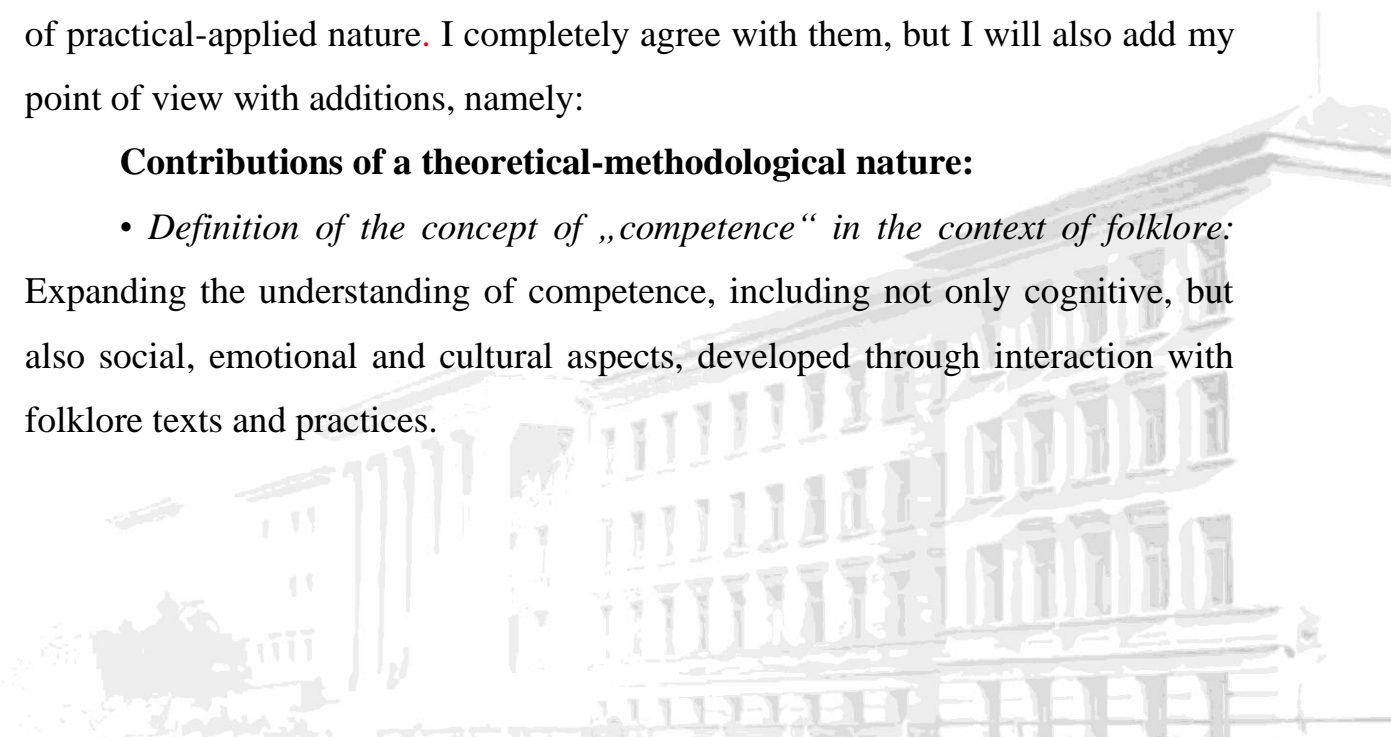 of practical-applied nature. I completely agree with them, but I will also add my
point of view with additions, namely:
Contributions of a theoretical-methodological nature:
• Definition of the concept of „competence“ in the context of folklore:
Expanding the understanding of competence, including not only cognitive, but
also social, emotional and cultural aspects, developed through interaction with
folklore texts and practices.